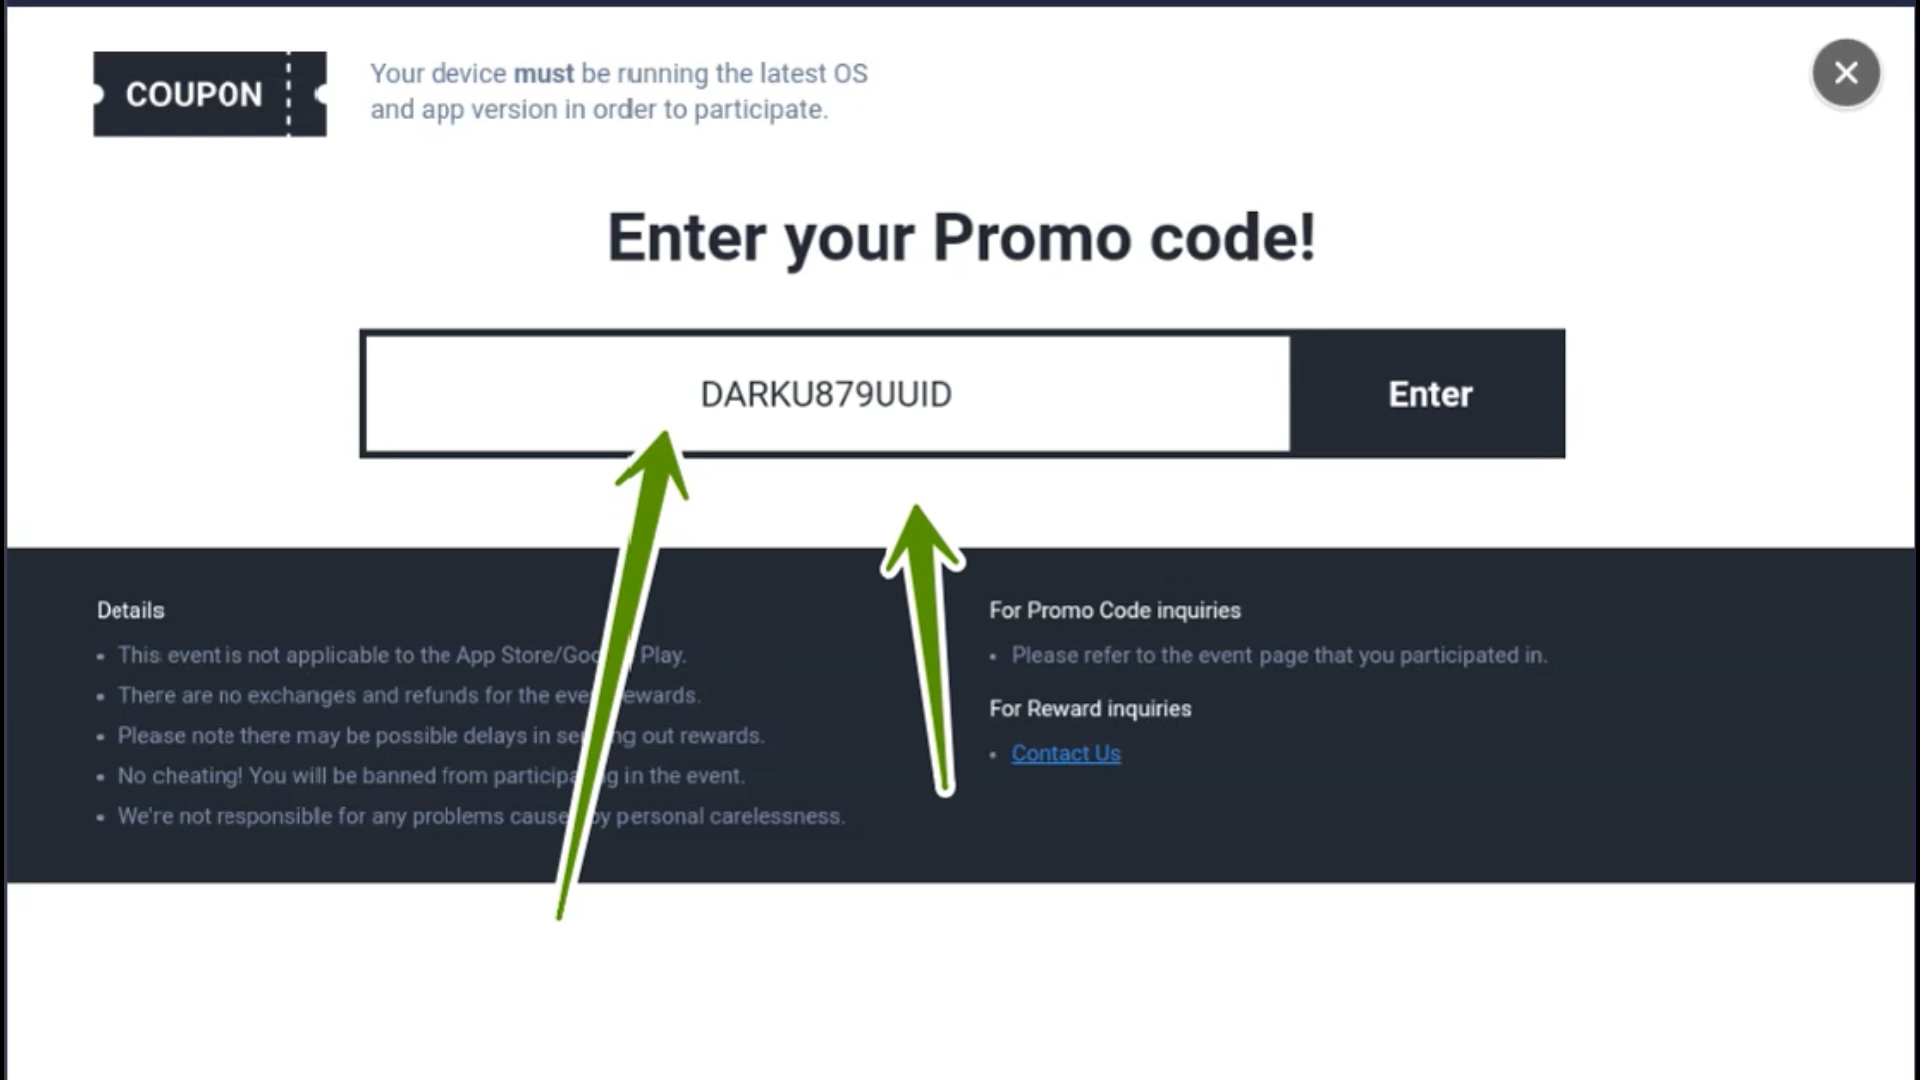 COUPON
Your device must be running the latest OS
and app version in order to participate.
Enter your Promo code!
DARKU879UUID
Enter
Details
• This event is not applicable to the App Store/Goo Play.
• There are no exchanges and refunds for the eve ewards.
• Please note there may be possible delays in se ng out rewards.
• No cheating! You will be banned from participa g in the event.
• We're not responsible for any problems cause by personal carelessness.
For Promo Code inquiries
• Please refer to the event page that you participated in.
For Reward inquiries
• Contact Us